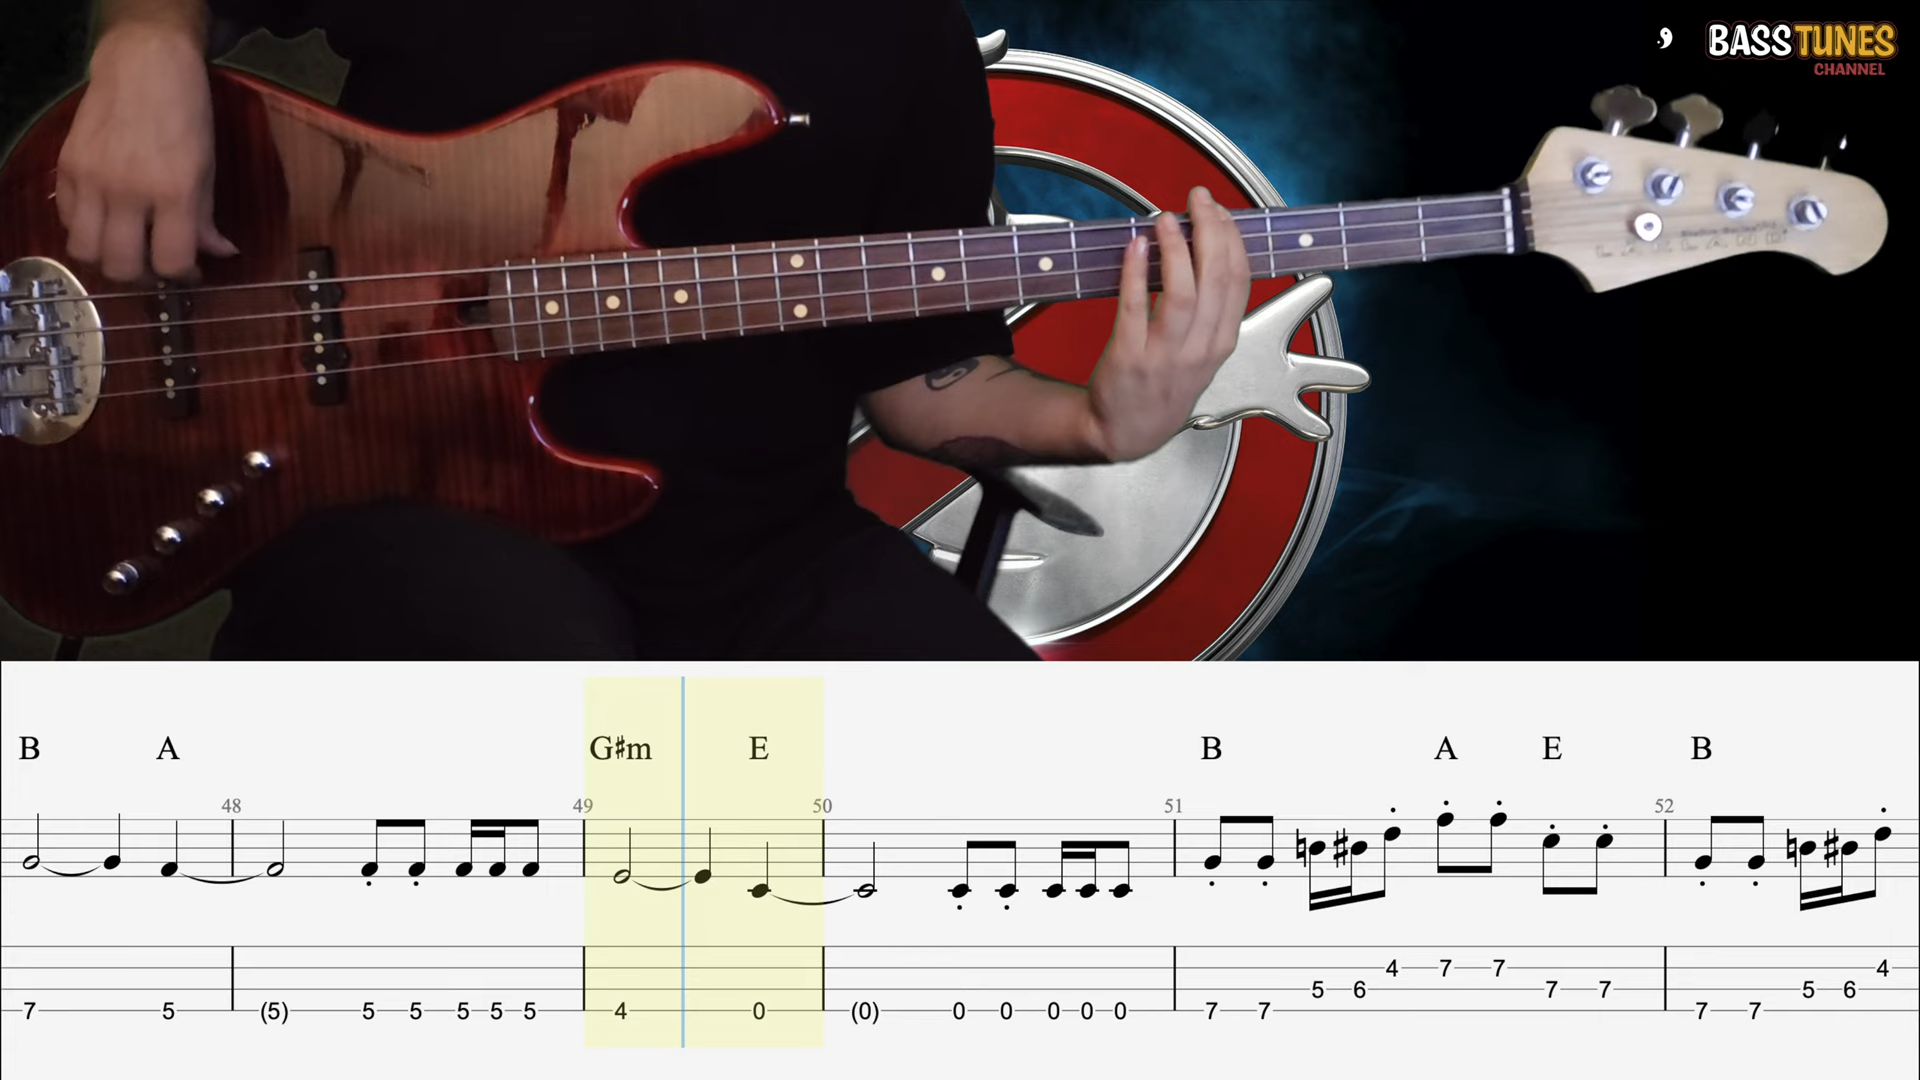 BASSTUNES
CHANNEL
LAKLAND
B A G#m E B A E B
48 49 50 51 52
4 7 7 4
5 6 7 7 5 6
7 5 (5) 5 5 5 5 5 4 0 (0) 0 0 0 0 0 7 7 7 7